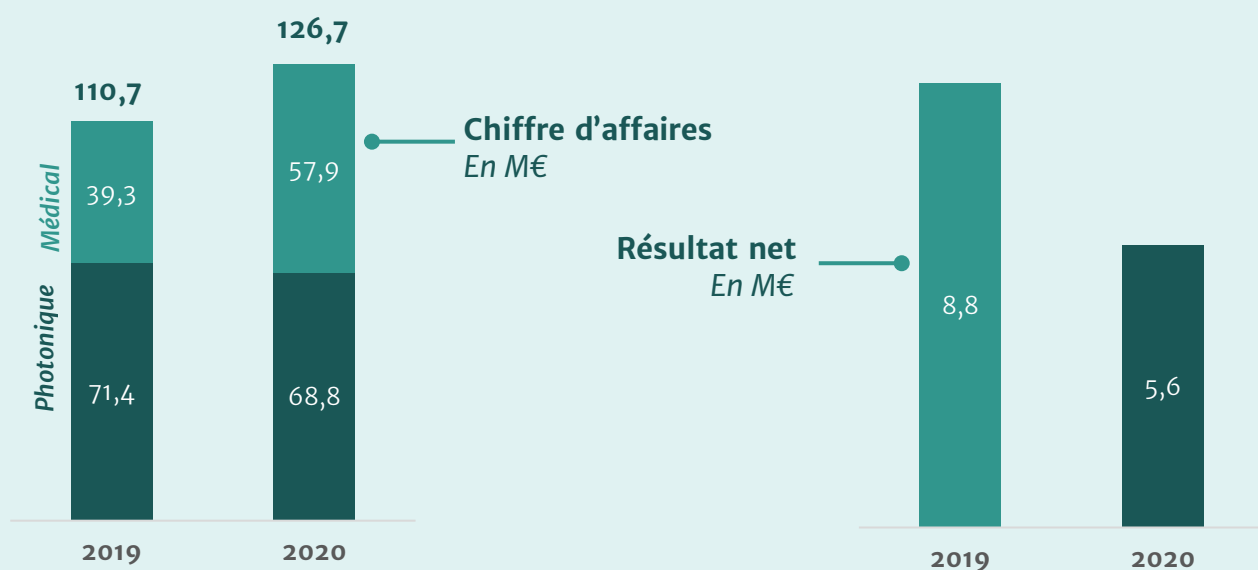 126,7
110,7
Chiffre d'affaires
En M€
57,9
39,3
Médical
Résultat net
En M€
8,8
Photonique
71,4
68,8
5,6
2019
2020
2019
2020